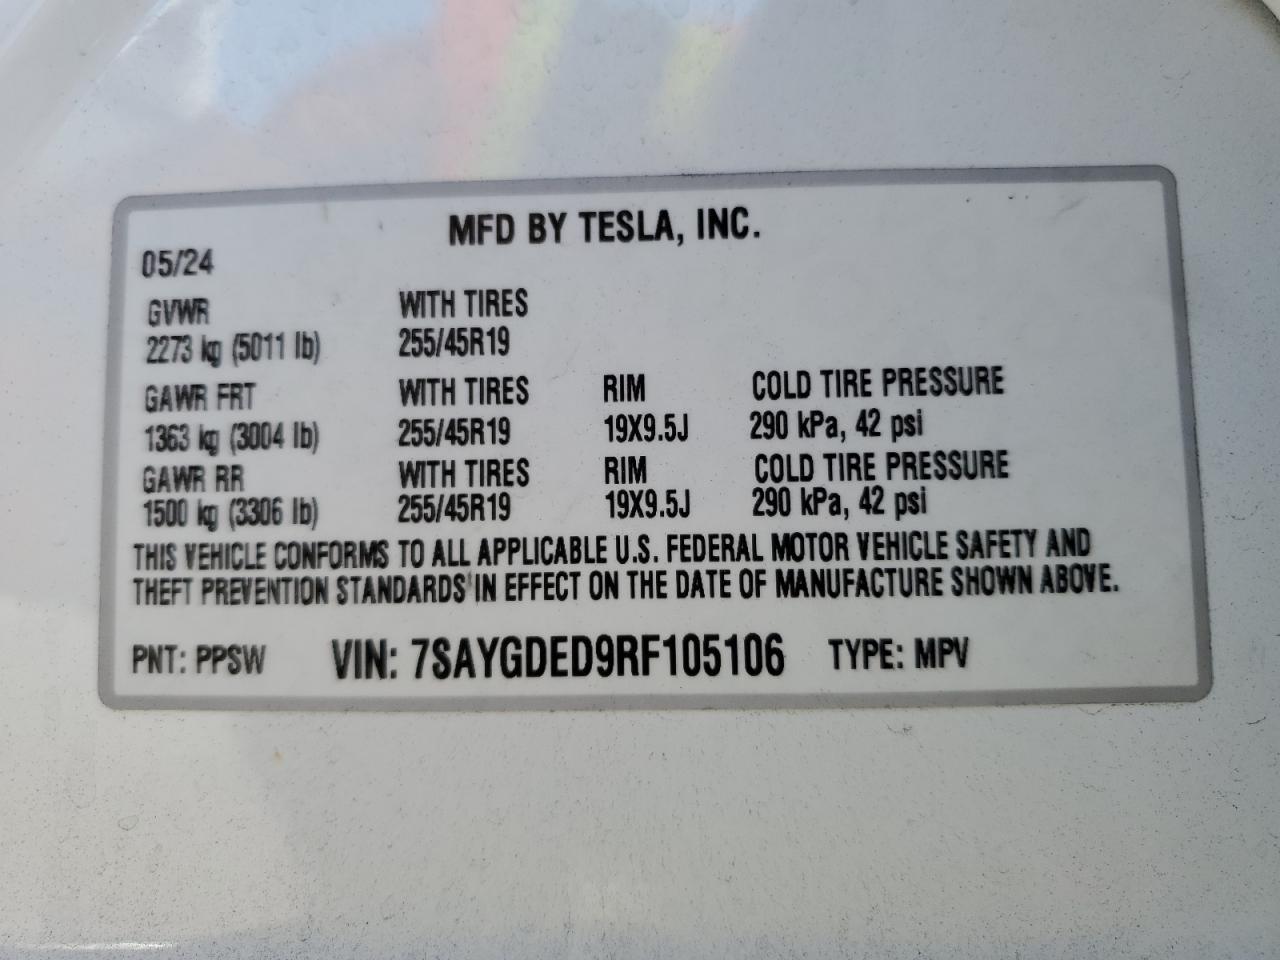 MFD BY TESLA, INC.
05/24
GVWR WITH TIRES
2273 kg (5011 lb) 255/45R19
GAWR FRT WITH TIRES RIM COLD TIRE PRESSURE
1363 kg (3004 lb) 255/45R19 19X9.5J 290 kPa, 42 psi
GAWR RR WITH TIRES RIM COLD TIRE PRESSURE
1500 kg (3306 lb) 255/45R19 19X9.5J 290 kPa, 42 psi
THIS VEHICLE CONFORMS TO ALL APPLICABLE U.S. FEDERAL MOTOR VEHICLE SAFETY AND
THEFT PREVENTION STANDARDS IN EFFECT ON THE DATE OF MANUFACTURE SHOWN ABOVE.
PNT: PPSW VIN: 7SAYGDED9RF105106 TYPE: MPV